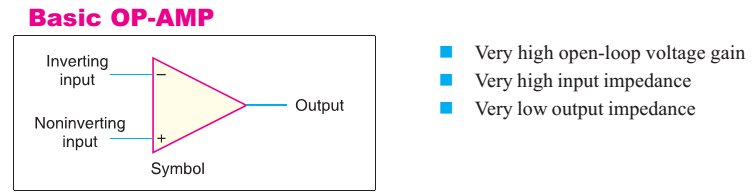 Basic OP-AMP
Inverting
input
−
Noninverting
input
+
Output
Symbol
Very high open-loop voltage gain
Very high input impedance
Very low output impedance